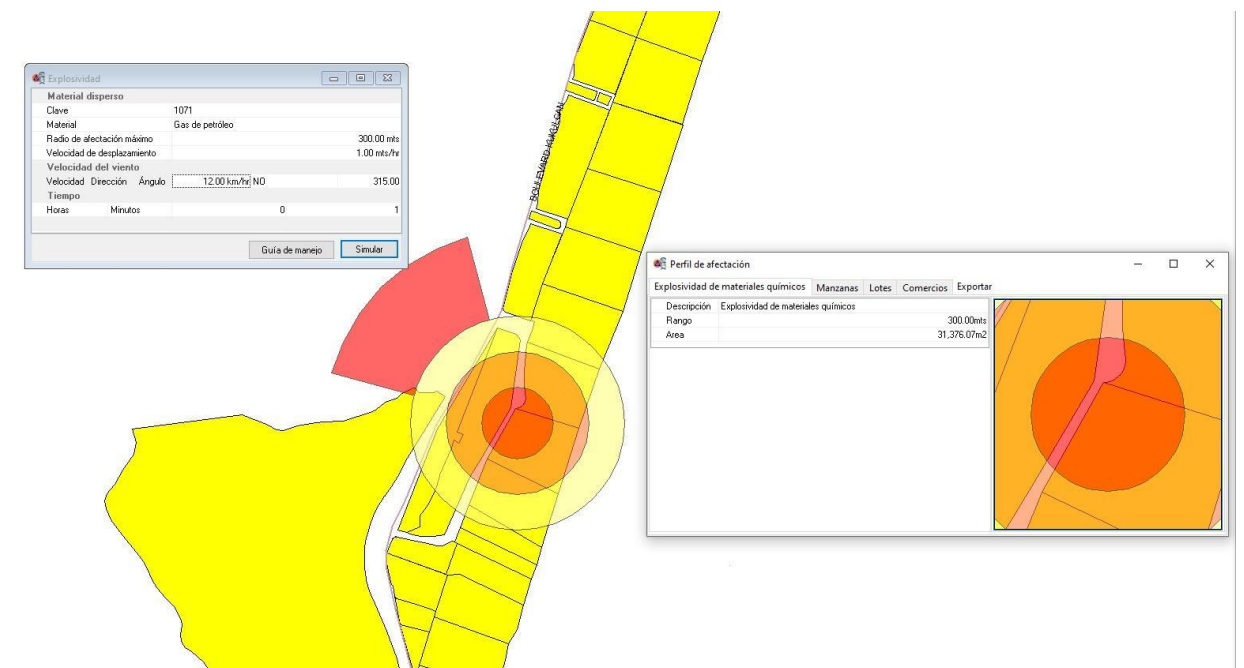 Explosividad
Material disperso
Clave 1071
Material Gas de petróleo
Radio de afectación máximo 300.00 mts
Velocidad de desplazamiento 1.00 mts/hr
Velocidad del viento
Velocidad Dirección Ángulo 12.00 km/hr NO 315.00
Tiempo
Horas Minutos 0 1
Guía de manejo Simular
BOULEVARD KUKULCAN
Perfil de afectación
Explosividad de materiales químicos Manzanas Lotes Comercios Exportar
Descripción Explosividad de materiales químicos
Rango 300.00mts
Area 31,376.07m2